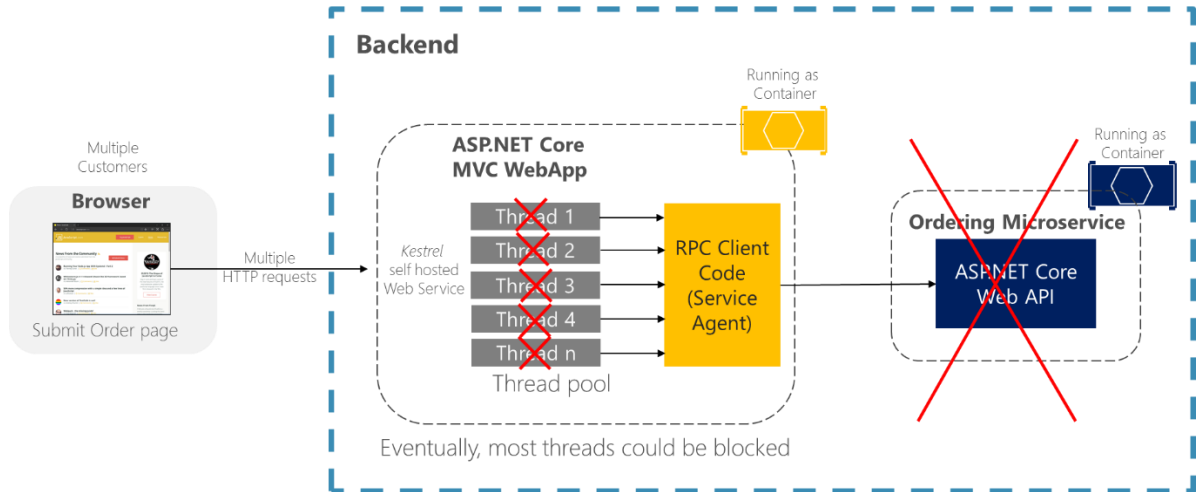 Backend
Running as
Container
Multiple
Customers
Browser
Submit Order page
Multiple
HTTP requests
ASP.NET Core
MVC WebApp
Kestrel
self hosted
Web Service
Thread 1
Thread 2
Thread 3
Thread 4
Thread n
Thread pool
RPC Client
Code
(Service
Agent)
Eventually, most threads could be blocked
Running as
Container
Ordering Microservice
ASP.NET Core
Web API